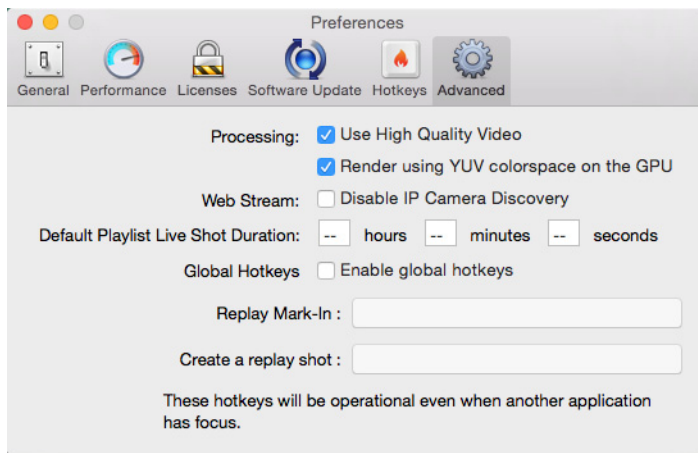 Preferences
General Performance Licenses Software Update Hotkeys Advanced
Processing: Use High Quality Video
Render using YUV colorspace on the GPU
Web Stream: Disable IP Camera Discovery
Default Playlist Live Shot Duration: -- hours -- minutes -- seconds
Global Hotkeys Enable global hotkeys
Replay Mark-In :
Create a replay shot :
These hotkeys will be operational even when another application
has focus.